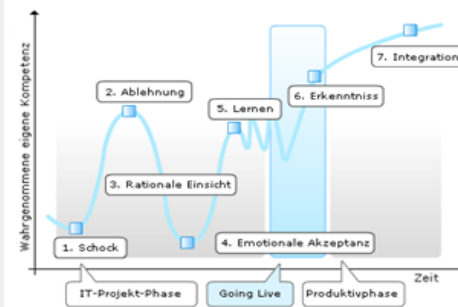 Wahrgenommene eigene Kompetenz
7. Integration
2. Ablehnung
6. Erkenntniss
5. Lernen
3. Rationale Einsicht
1. Schock
4. Emotionale Akzeptanz
Zeit
IT-Projekt-Phase
Going Live
Produktivphase